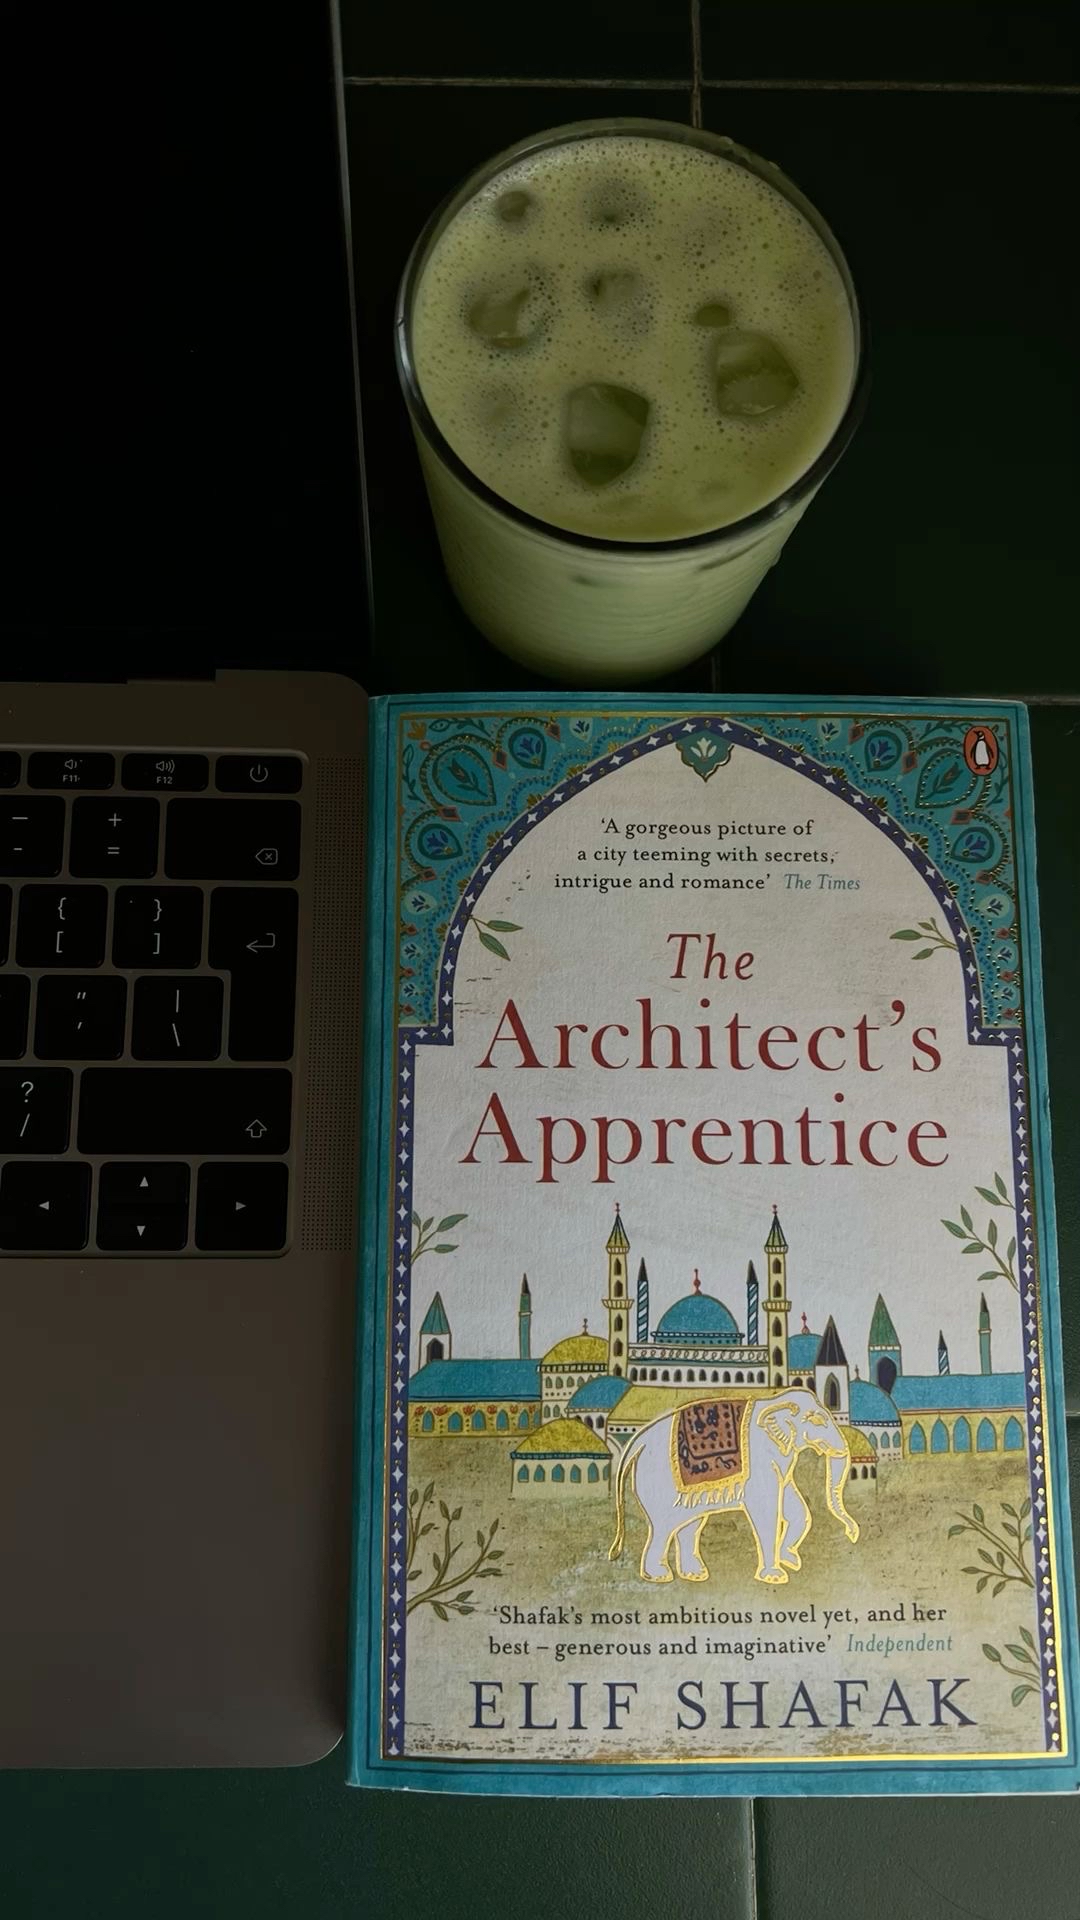 F11
F12
—
-
+
=
{
[
}
]
"
'
|
\
?
/
'A gorgeous picture of
a city teeming with secrets,
intrigue and romance' The Times
The
Architect's
Apprentice
'Shafak's most ambitious novel yet, and her
best – generous and imaginative' Independent
ELIF SHAFAK